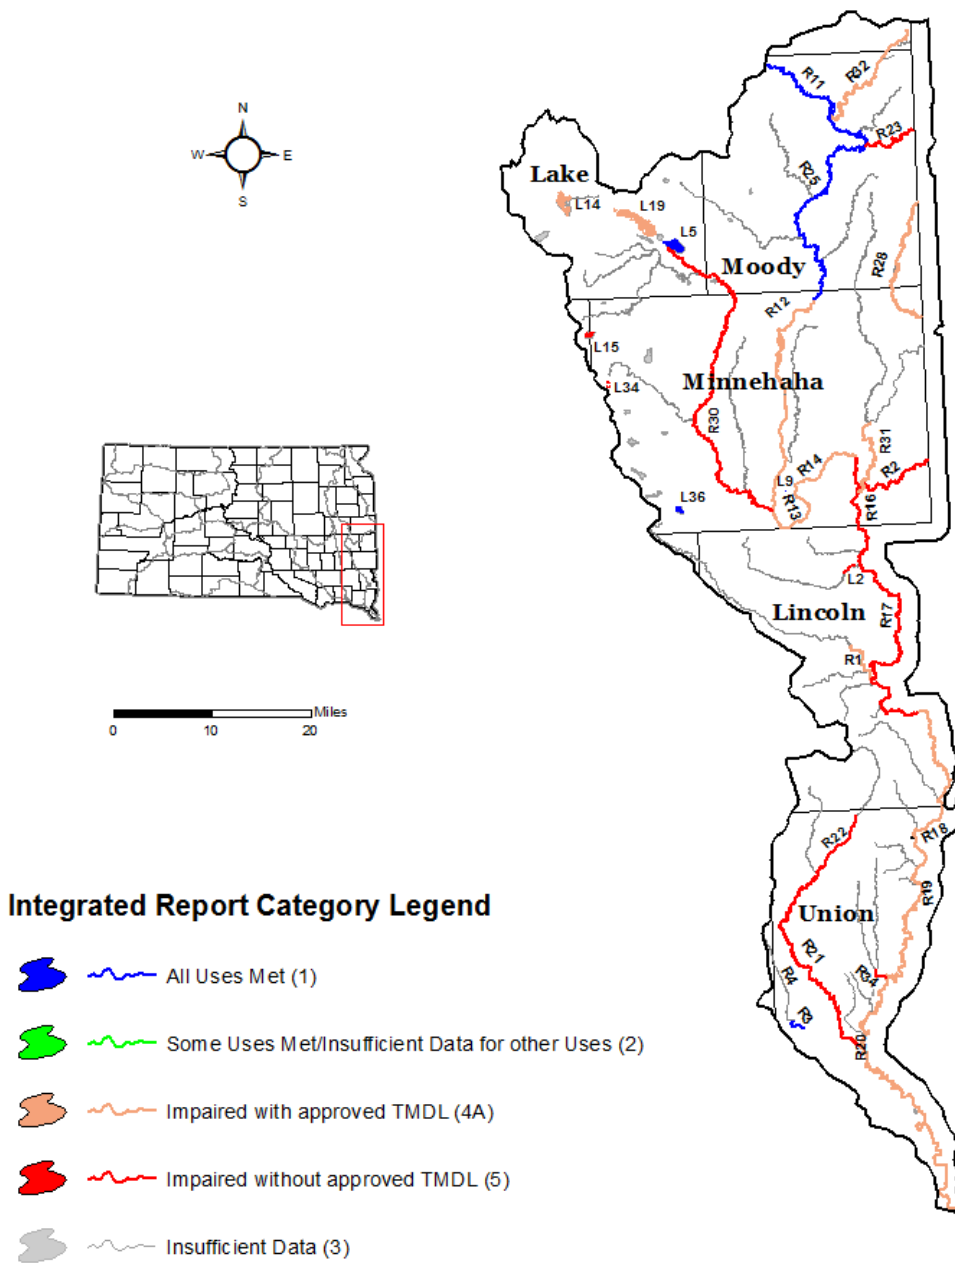 N
W E
S
R11
R32
R23
Lake
L14
L19
L5
R25
Moody
R28
R12
L15
Minnehaha
L34
R30
R31
R14
R2
L9
R13
R16
L36
L2
Lincoln
R17
R1
Miles
0 10 20
R18
R22
R19
Union
R21
R4
R34
R3
R20
Integrated Report Category Legend
All Uses Met (1)
Some Uses Met/Insufficient Data for other Uses (2)
Impaired with approved TMDL (4A)
Impaired without approved TMDL (5)
Insufficient Data (3)